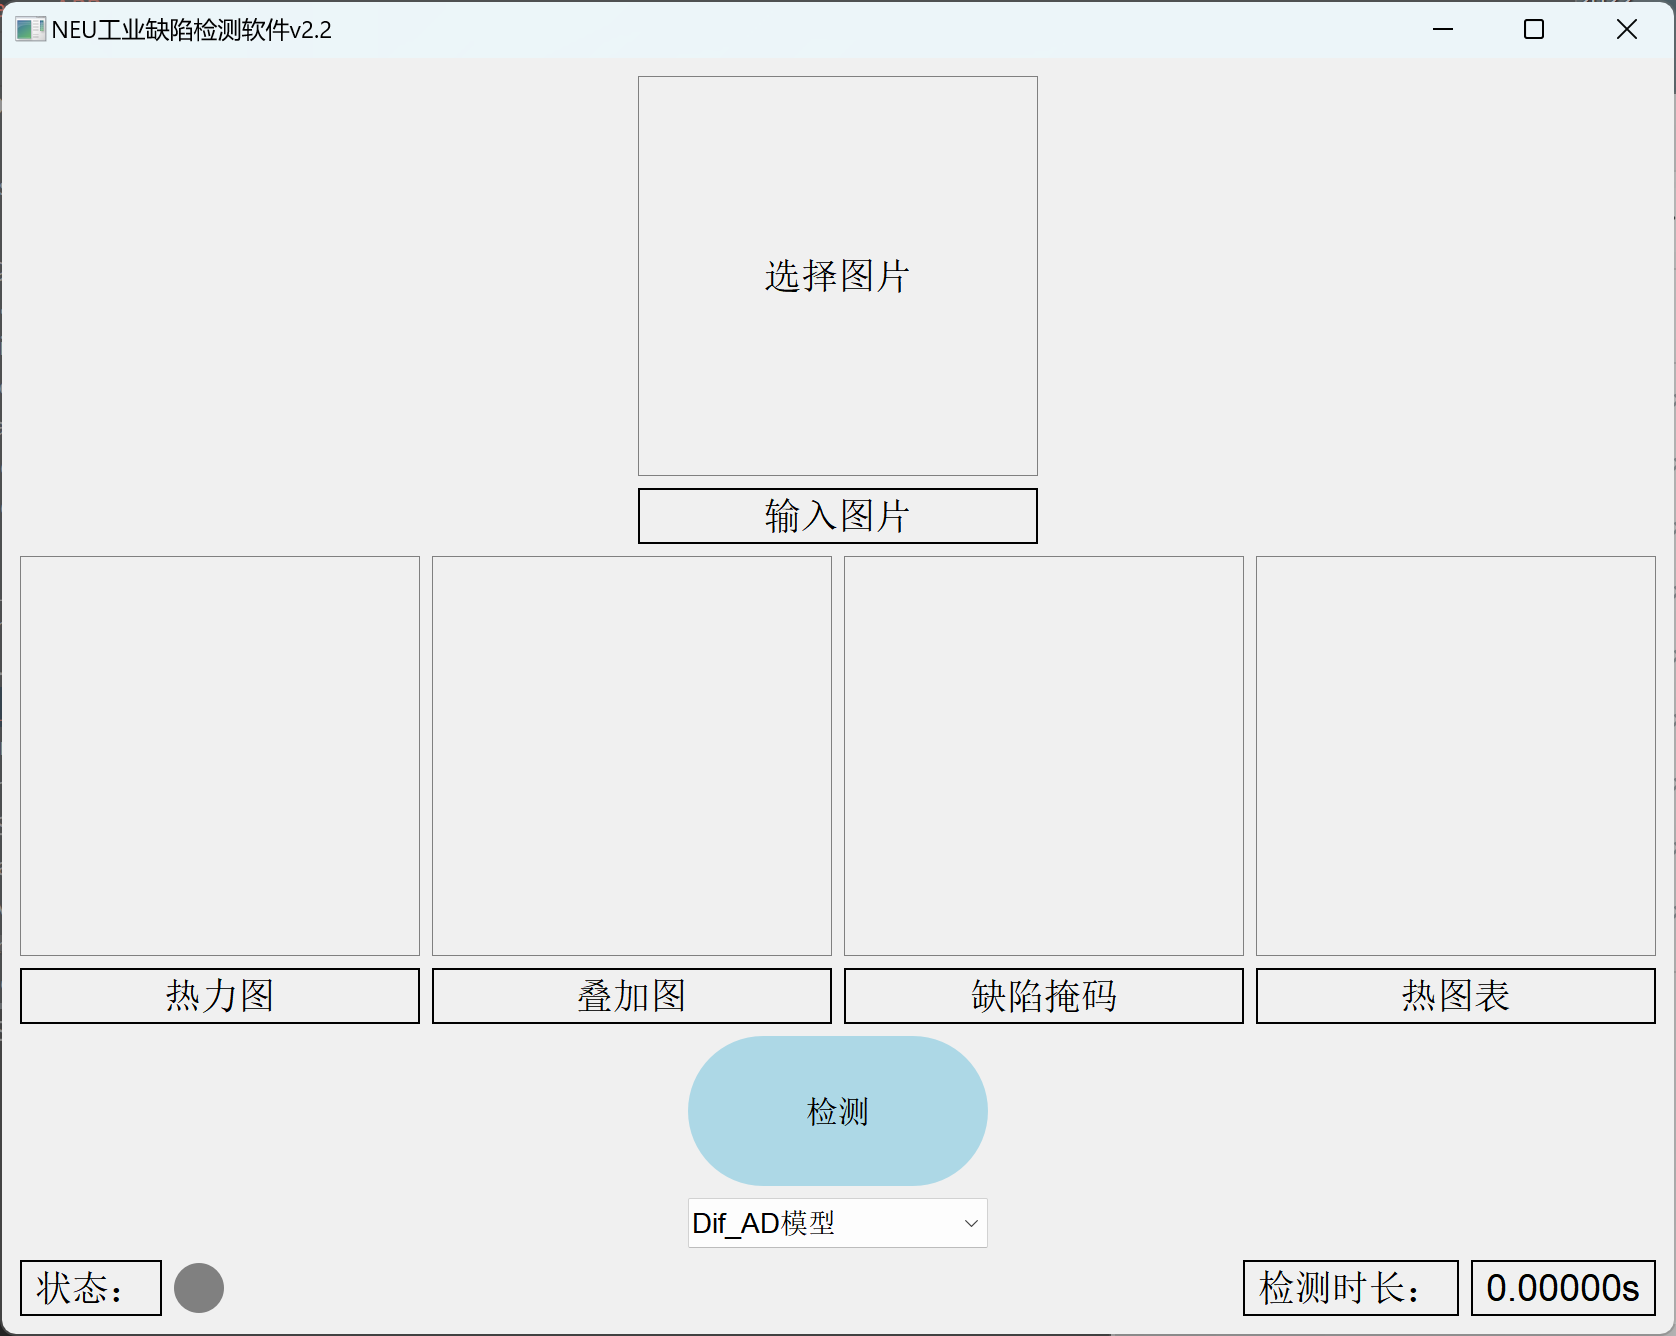 NEU工业缺陷检测软件v2.2
选择图片
输入图片
热力图
叠加图
缺陷掩码
热图表
检测
Dif_AD模型
状态：
检测时长：
0.00000s